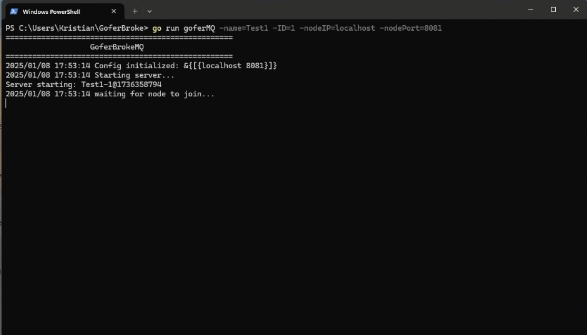 Windows PowerShell
PS C:\Users\Kristian\GoferBroke> go run goferMQ -name=Test1 -ID=1 -nodeIP=localhost -nodePort=8081
==================================================
GoferBrokeMQ
==================================================
2025/01/08 17:53:14 Config initialized: &{[{localhost 8081}]}
2025/01/08 17:53:14 Starting server...
Server starting: Test1-1@1736358794
2025/01/08 17:53:14 waiting for node to join...